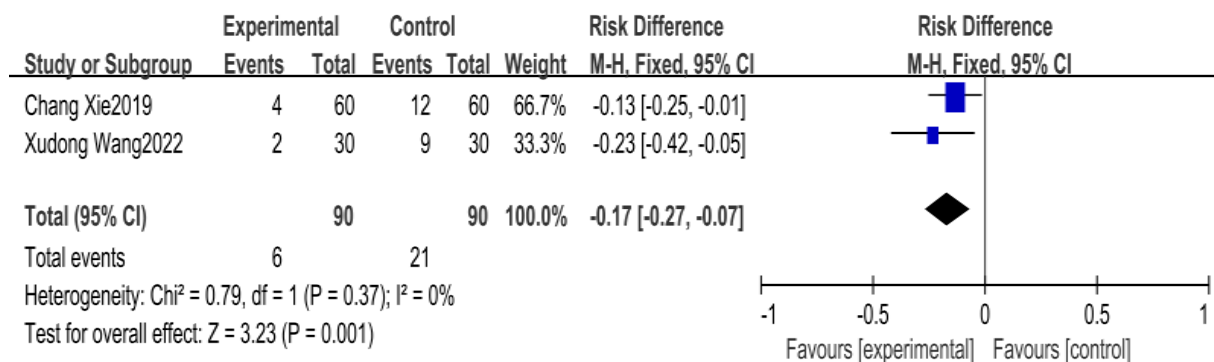 Experimental Control Risk Difference Risk Difference
Study or Subgroup Events Total Events Total Weight M-H, Fixed, 95% CI M-H, Fixed, 95% CI
Chang Xie2019 4 60 12 60 66.7% -0.13 [-0.25, -0.01]
Xudong Wang2022 2 30 9 30 33.3% -0.23 [-0.42, -0.05]
Total (95% CI) 90 90 100.0% -0.17 [-0.27, -0.07]
Total events 6 21
Heterogeneity: Chi² = 0.79, df = 1 (P = 0.37); I² = 0%
Test for overall effect: Z = 3.23 (P = 0.001)
-1 -0.5 0 0.5 1
Favours [experimental] Favours [control]